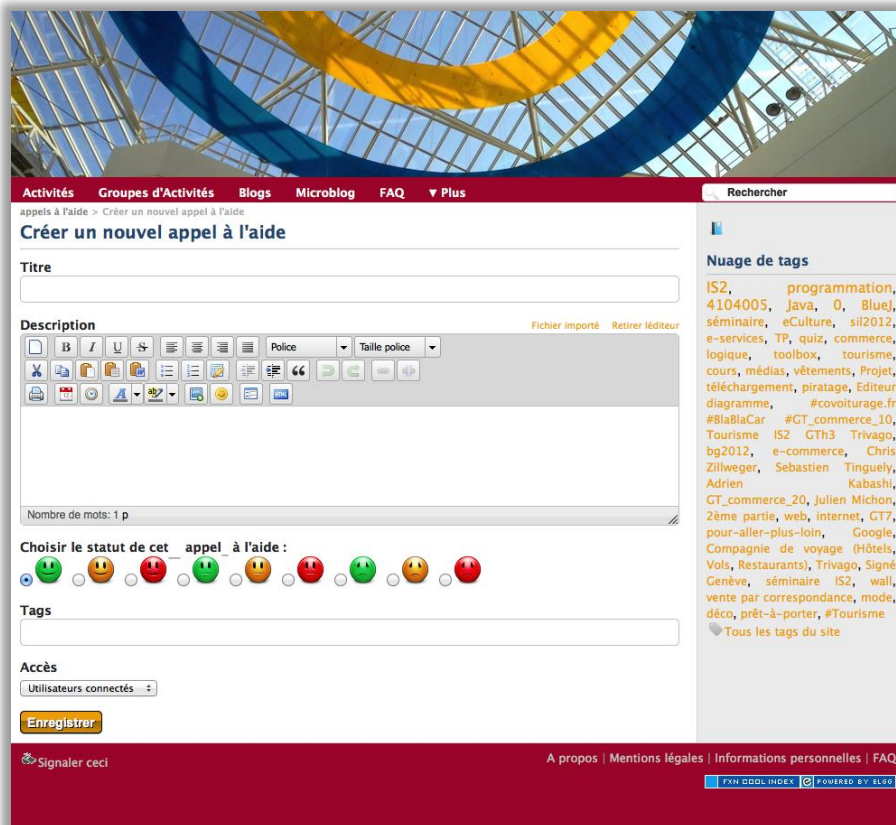 Activités Groupes d'Activités Blogs Microblog FAQ ▼ Plus
Rechercher
appels à l'aide > Créer un nouvel appel à l'aide
Créer un nouvel appel à l'aide
Titre
Description
Fichier importé Retirer léditeur
B I U S Police Taille police
HTML
Nombre de mots: 1 p
Choisir le statut de cet__ appel_ à l'aide :
Tags
Accès
Utilisateurs connectés
Enregistrer
Nuage de tags
IS2, programmation,
4104005, Java, 0, BlueJ,
séminaire, eCulture, sil2012,
e-services, TP, quiz, commerce,
logique, toolbox, tourisme,
cours, médias, vêtements, Projet,
téléchargement, piratage, Editeur
diagramme, #covoiturage.fr
#BlaBlaCar #GT_commerce_10,
Tourisme IS2 GTh3 Trivago,
bg2012, e-commerce, Chris
Zillweger, Sebastien Tinguely,
Adrien Kabashi,
GT_commerce_20, Julien Michon,
2ème partie, web, internet, GT7,
pour-aller-plus-loin, Google,
Compagnie de voyage (Hôtels,
Vols, Restaurants), Trivago, Signé
Genève, séminaire IS2, wall,
vente par correspondance, mode,
déco, prêt-à-porter, #Tourisme
Tous les tags du site
Signaler ceci
A propos | Mentions légales | Informations personnelles | FAQ
FXN COOL INDEX POWERED BY ELGG